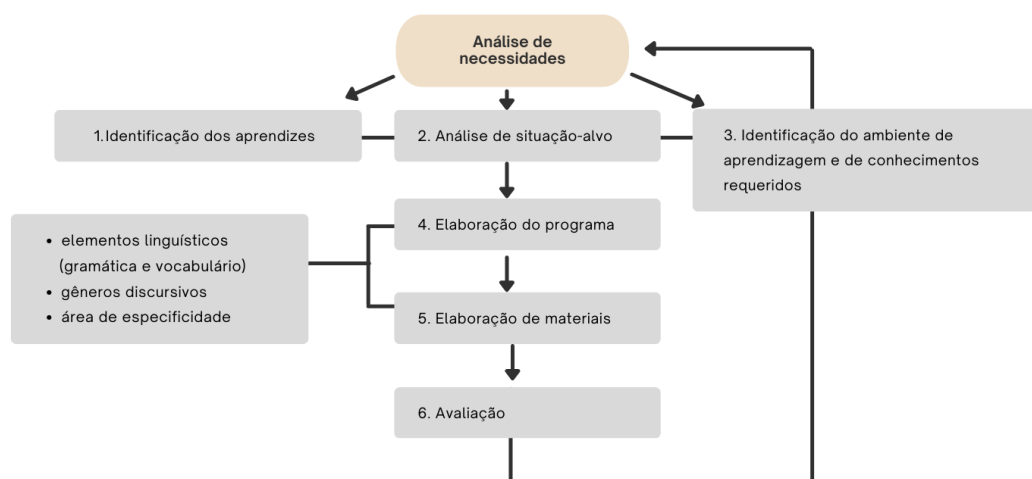 Análise de
necessidades
1.Identificação dos aprendizes
2. Análise de situação-alvo
3. Identificação do ambiente de
aprendizagem e de conhecimentos
requeridos
4. Elaboração do programa
• elementos linguísticos
(gramática e vocabulário)
• gêneros discursivos
• área de especificidade
5. Elaboração de materiais
6. Avaliação